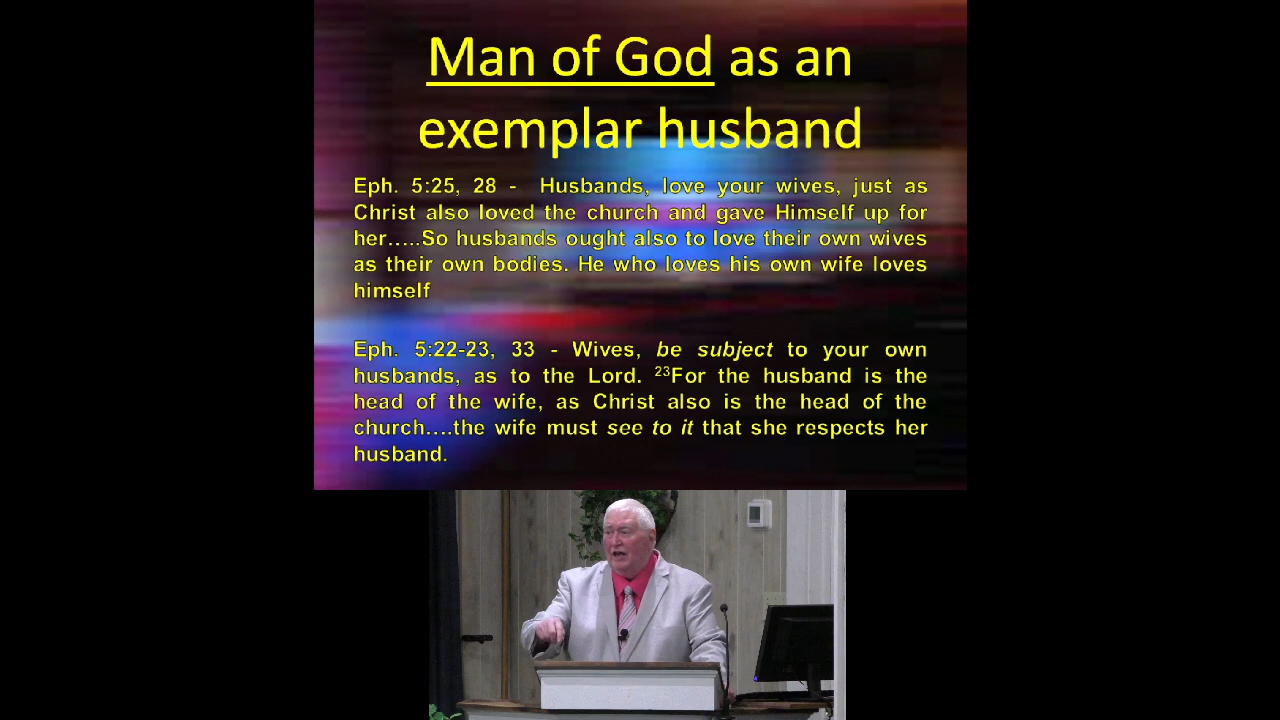 Man of God as an
exemplar husband
Eph. 5:25, 28 - Husbands, love your wives, just as
Christ also loved the church and gave Himself up for
her…..So husbands ought also to love their own wives
as their own bodies. He who loves his own wife loves
himself
Eph. 5:22-23, 33 - Wives, be subject to your own
husbands, as to the Lord. ²³For the husband is the
head of the wife, as Christ also is the head of the
church….the wife must see to it that she respects her
husband.